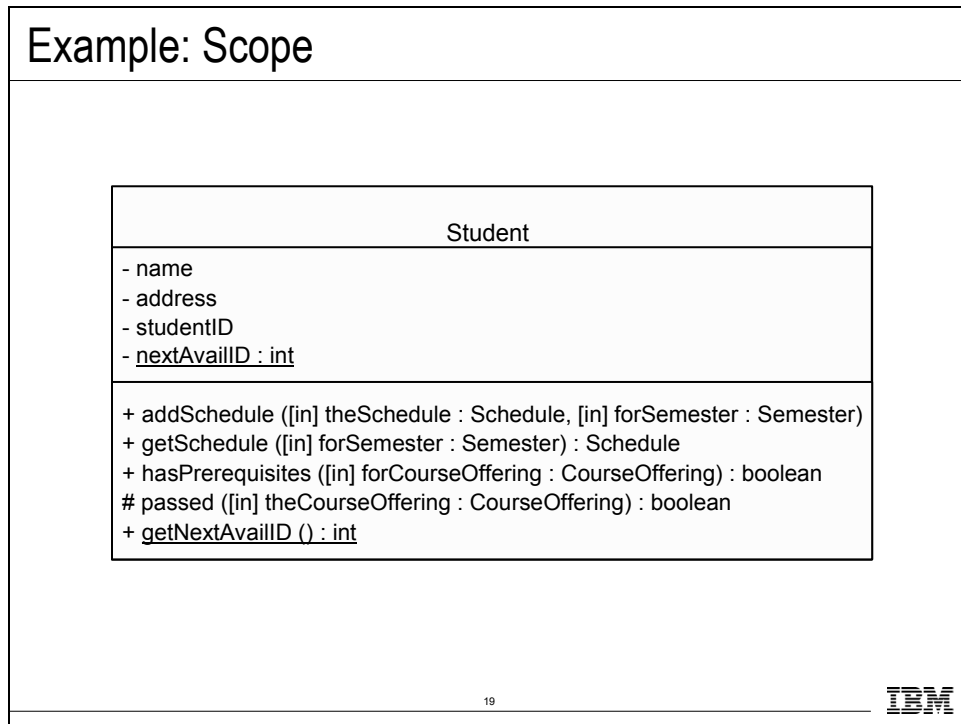 Example: Scope
Student
- name
- address
- studentID
- nextAvailID : int
+ addSchedule ([in] theSchedule : Schedule, [in] forSemester : Semester)
+ getSchedule ([in] forSemester : Semester) : Schedule
+ hasPrerequisites ([in] forCourseOffering : CourseOffering) : boolean
# passed ([in] theCourseOffering : CourseOffering) : boolean
+ getNextAvailID () : int
19
IBM